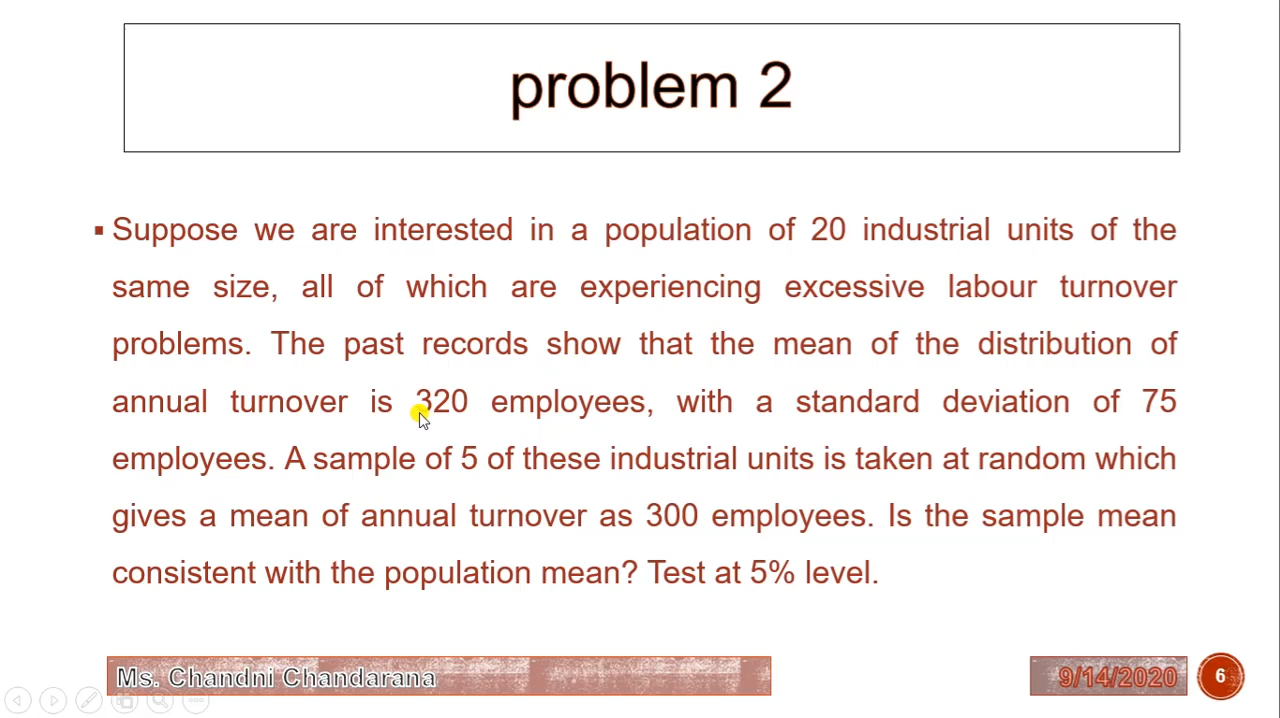 problem 2
▪ Suppose we are interested in a population of 20 industrial units of the
same size, all of which are experiencing excessive labour turnover
problems. The past records show that the mean of the distribution of
annual turnover is 320 employees, with a standard deviation of 75
employees. A sample of 5 of these industrial units is taken at random which
gives a mean of annual turnover as 300 employees. Is the sample mean
consistent with the population mean? Test at 5% level.
Ms. Chandni Chandarana
9/14/2020
6